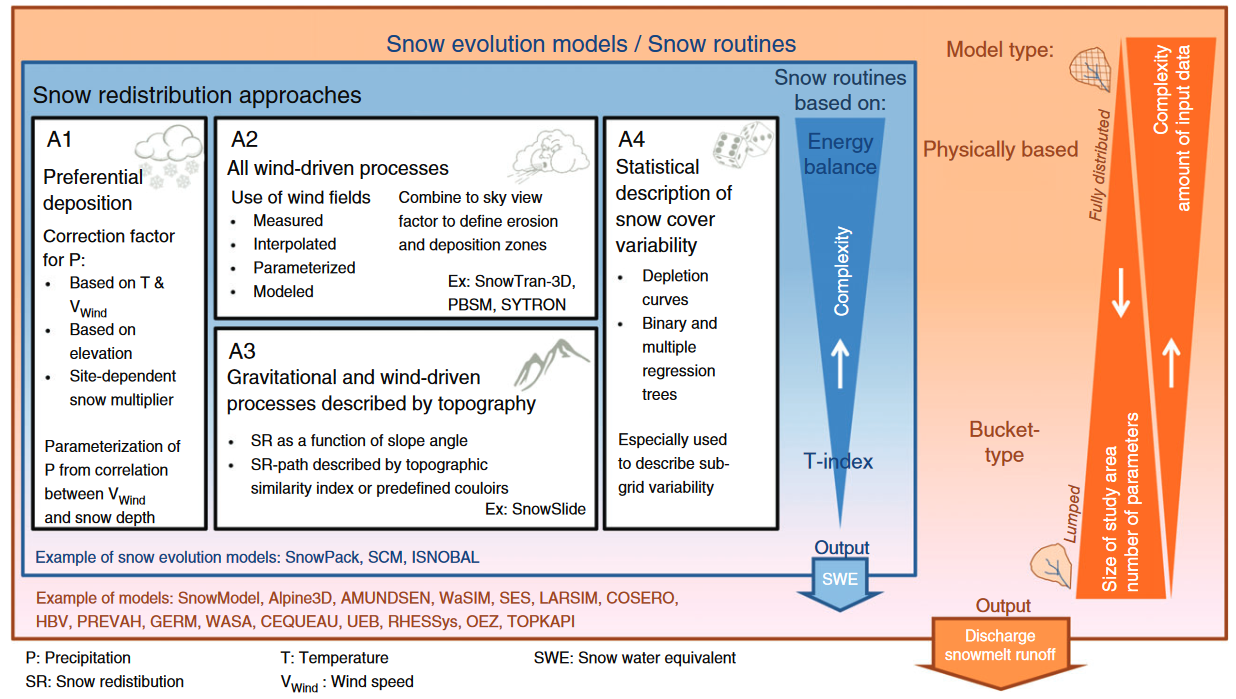 Snow evolution models / Snow routines
Snow redistribution approaches
A1
Preferential
deposition
Correction factor
for P:
• Based on T &
VWind
• Based on
elevation
• Site-dependent
snow multiplier
Parameterization of
P from correlation
between VWind
and snow depth
A2
All wind-driven processes
Use of wind fields
• Measured
• Interpolated
• Parameterized
• Modeled
Combine to sky view
factor to define erosion
and deposition zones
Ex: SnowTran-3D,
PBSM, SYTRON
A3
Gravitational and wind-driven
processes described by topography
• SR as a function of slope angle
• SR-path described by topographic
similarity index or predefined couloirs
Ex: SnowSlide
A4
Statistical
description of
snow cover
variability
• Depletion
curves
• Binary and
multiple
regression
trees
Especially used
to describe sub-
grid variability
Snow routines
based on:
Energy
balance
Complexity
T-index
Output
SWE
Example of snow evolution models: SnowPack, SCM, ISNOBAL
Example of models: SnowModel, Alpine3D, AMUNDSEN, WaSIM, SES, LARSIM, COSERO,
HBV, PREVAH, GERM, WASA, CEQUEAU, UEB, RHESSys, OEZ, TOPKAPI
Model type:
Physically based
Bucket-
type
Fully distributed
Lumped
Size of study area
number of parameters
Complexity
amount of input data
Output
Discharge
snowmelt runoff
P: Precipitation
T: Temperature
SWE: Snow water equivalent
SR: Snow redistibution
VWind : Wind speed